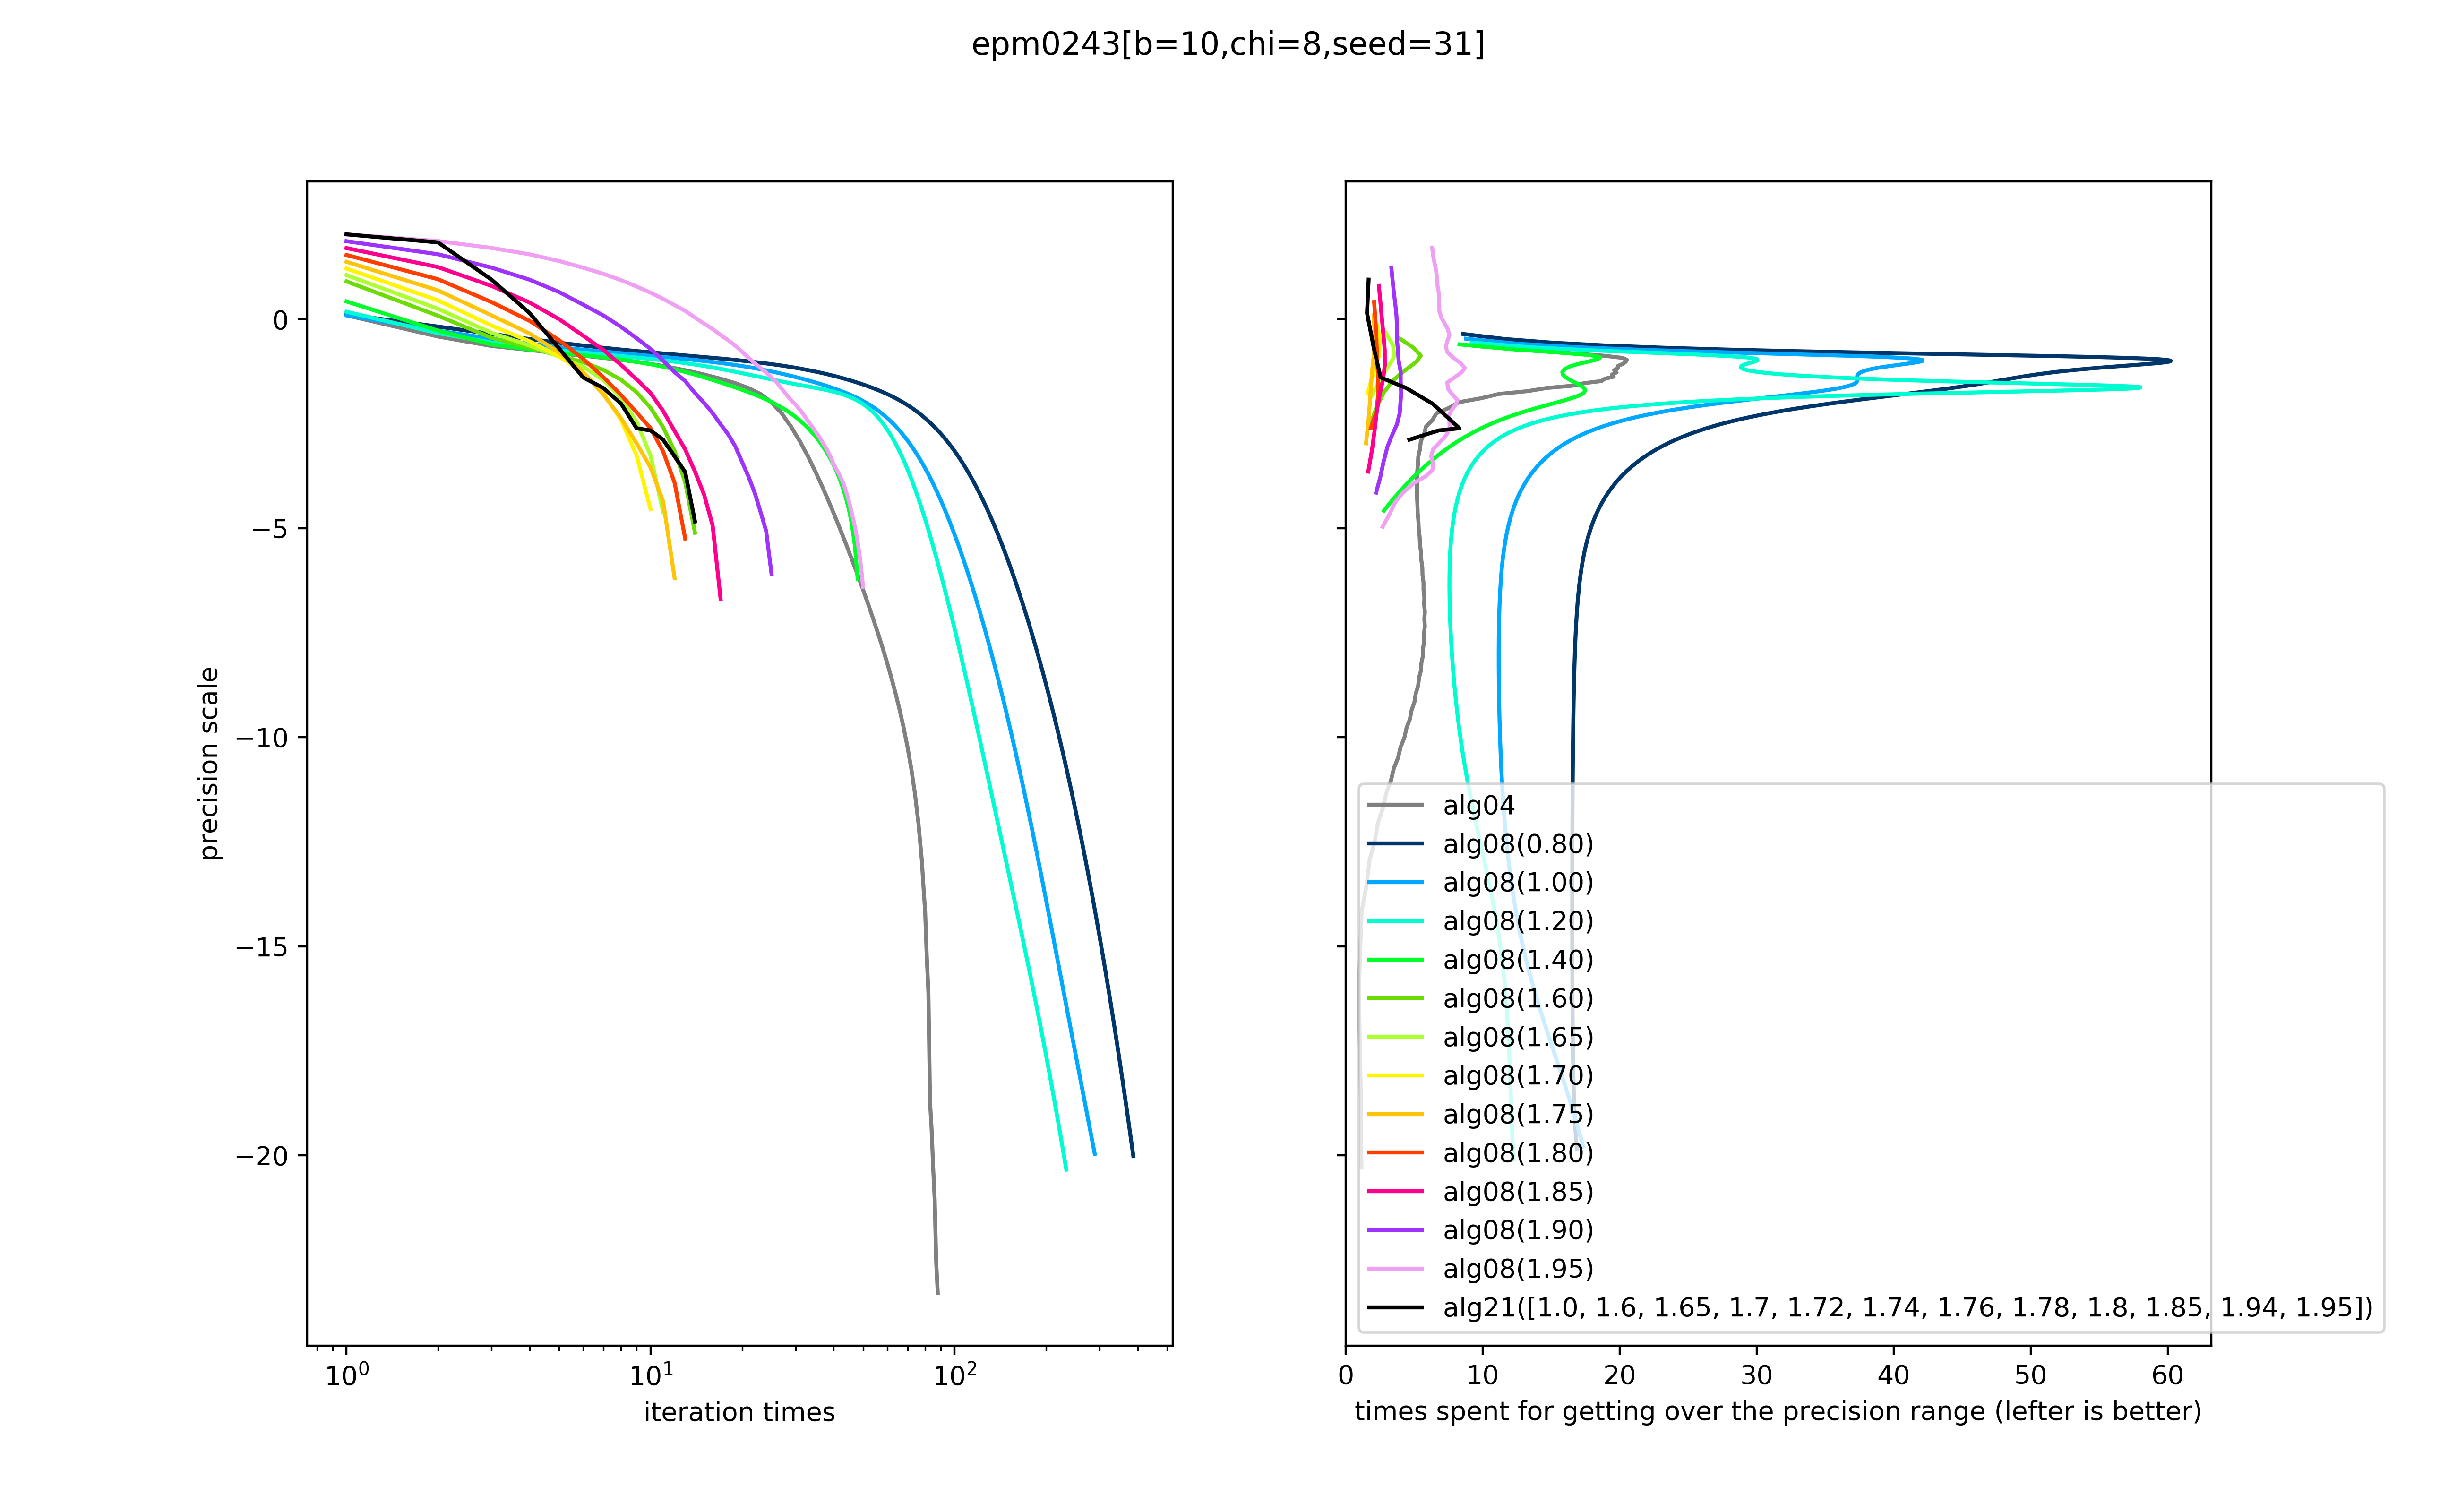 epm0243[b=10,chi=8,seed=31]
precision scale
0
−5
−10
−15
−20
10^0
10^1
10^2
iteration times
alg04
alg08(0.80)
alg08(1.00)
alg08(1.20)
alg08(1.40)
alg08(1.60)
alg08(1.65)
alg08(1.70)
alg08(1.75)
alg08(1.80)
alg08(1.85)
alg08(1.90)
alg08(1.95)
alg21([1.0, 1.6, 1.65, 1.7, 1.72, 1.74, 1.76, 1.78, 1.8, 1.85, 1.94, 1.95])
0 10 20 30 40 50 60
times spent for getting over the precision range (lefter is better)